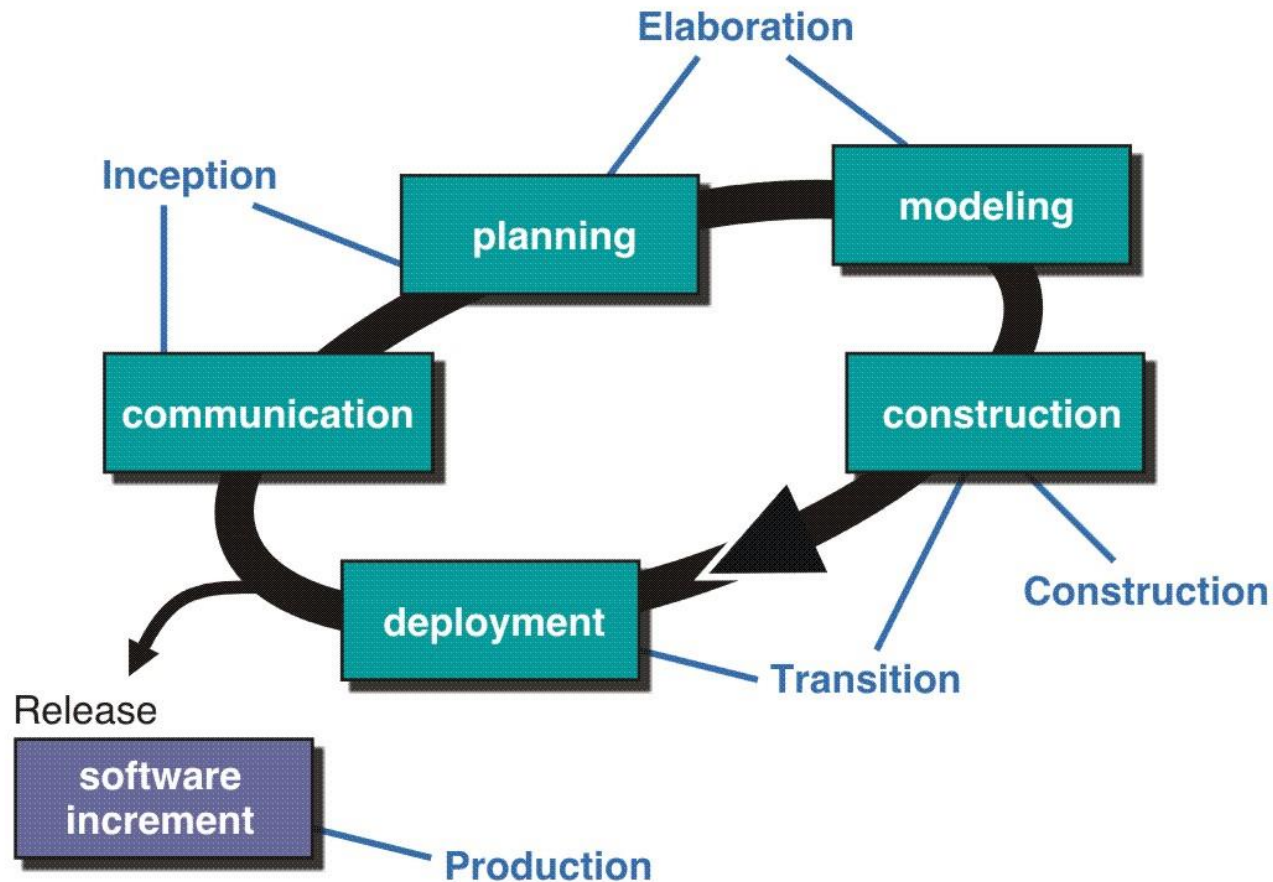 Elaboration
Inception
planning
modeling
communication
construction
deployment
Construction
Transition
Release
software
increment
Production